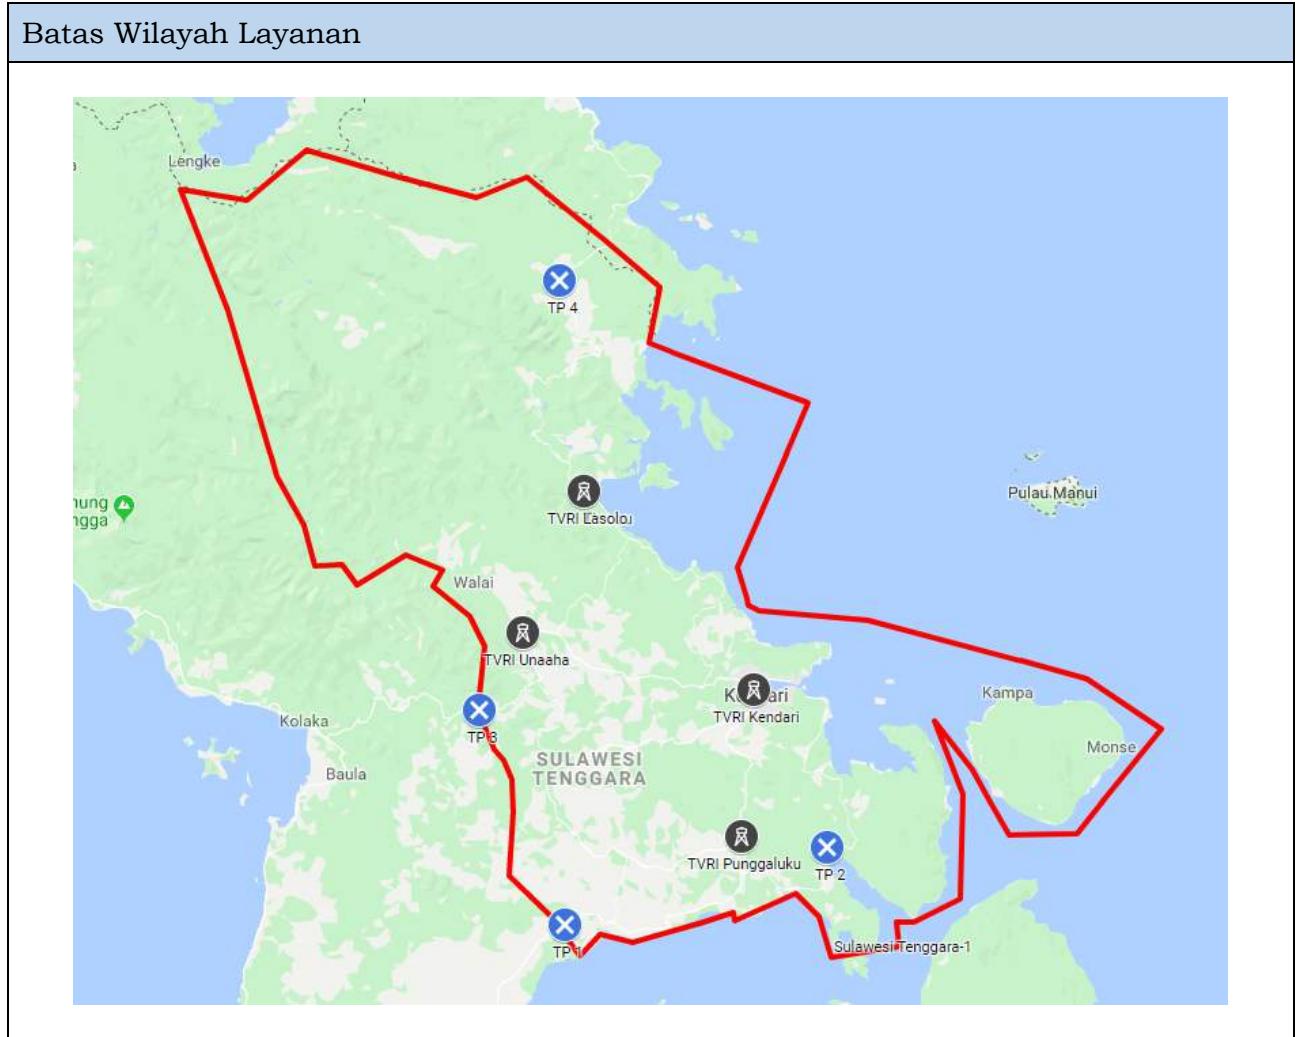 Batas Wilayah Layanan
Lengke
TP 4
Pulau Manui
TVRI Lasolo
Walai
TVRI Unaaha
Kampa
TVRI Kendari
Kolaka
TP 3
Monse
SULAWESI
TENGGARA
Baula
TVRI Punggaluku
TP 2
TP 1
Sulawesi Tenggara-1